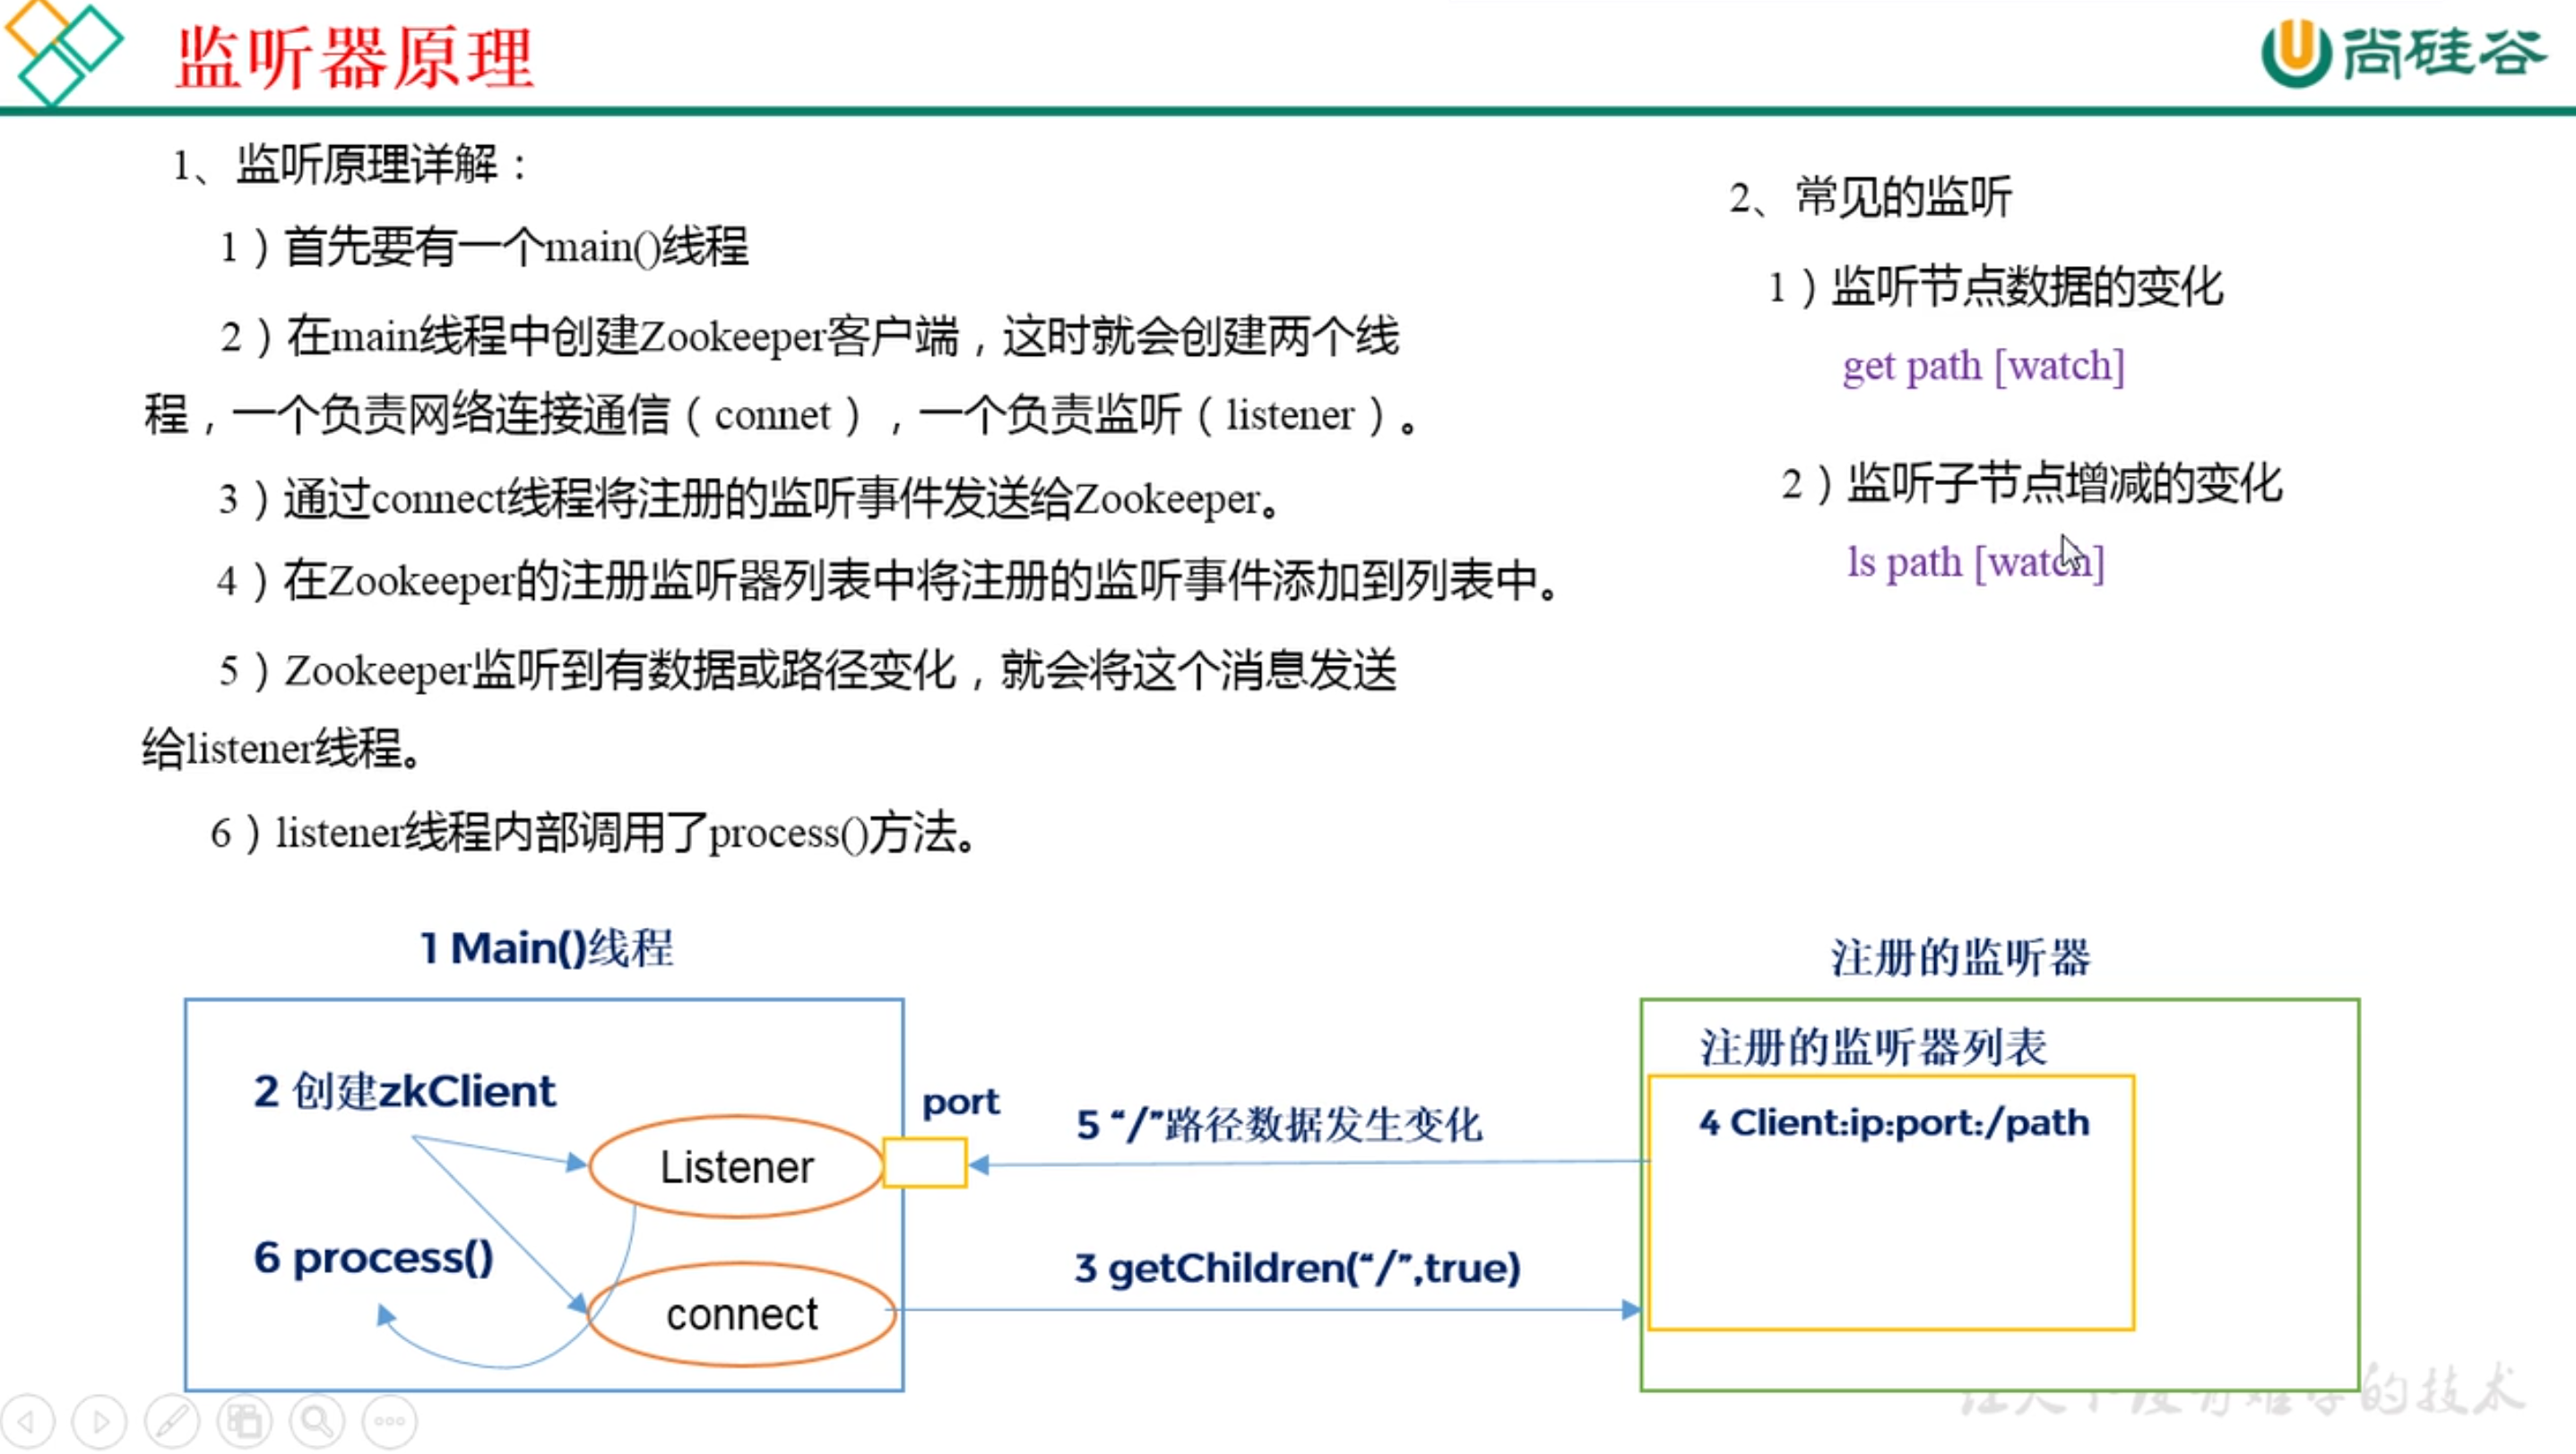 监听器原理
尚硅谷
1、监听原理详解：
1）首先要有一个main()线程
2）在main线程中创建Zookeeper客户端，这时就会创建两个线
程，一个负责网络连接通信（connet），一个负责监听（listener）。
3）通过connect线程将注册的监听事件发送给Zookeeper。
4）在Zookeeper的注册监听器列表中将注册的监听事件添加到列表中。
5）Zookeeper监听到有数据或路径变化，就会将这个消息发送
给listener线程。
6）listener线程内部调用了process()方法。
2、常见的监听
1）监听节点数据的变化
get path [watch]
2）监听子节点增减的变化
ls path [watch]
1 Main()线程
2 创建zkClient
Listener
port
6 process()
connect
5 “/”路径数据发生变化
3 getChildren(“/”,true)
注册的监听器
注册的监听器列表
4 Client:ip:port:/path
的技术